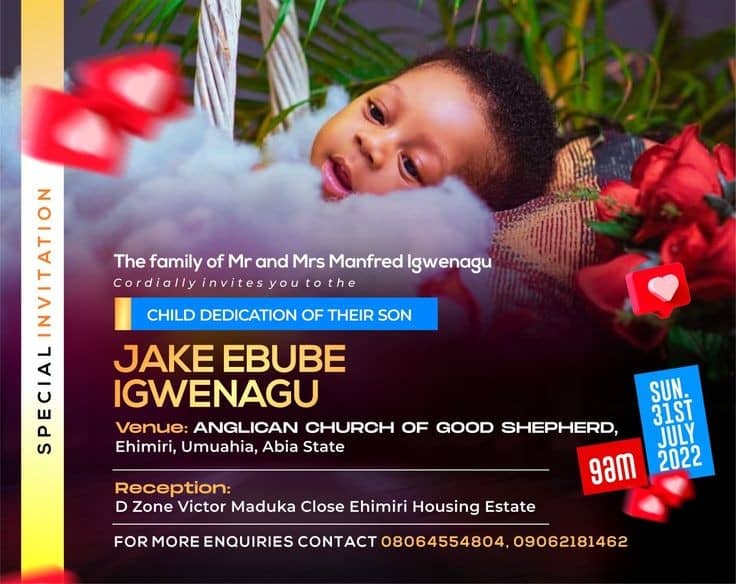 SPECIAL INVITATION
The family of Mr and Mrs Manfred Igwenagu
Cordially invites you to the
CHILD DEDICATION OF THEIR SON
JAKE EBUBE
IGWENAGU
Venue: ANGLICAN CHURCH OF GOOD SHEPHERD,
Ehimiri, Umuahia, Abia State
Reception:
D Zone Victor Maduka Close Ehimiri Housing Estate
FOR MORE ENQUIRIES CONTACT 08064554804, 09062181462
SUN.
31ST
JULY
2022
9am